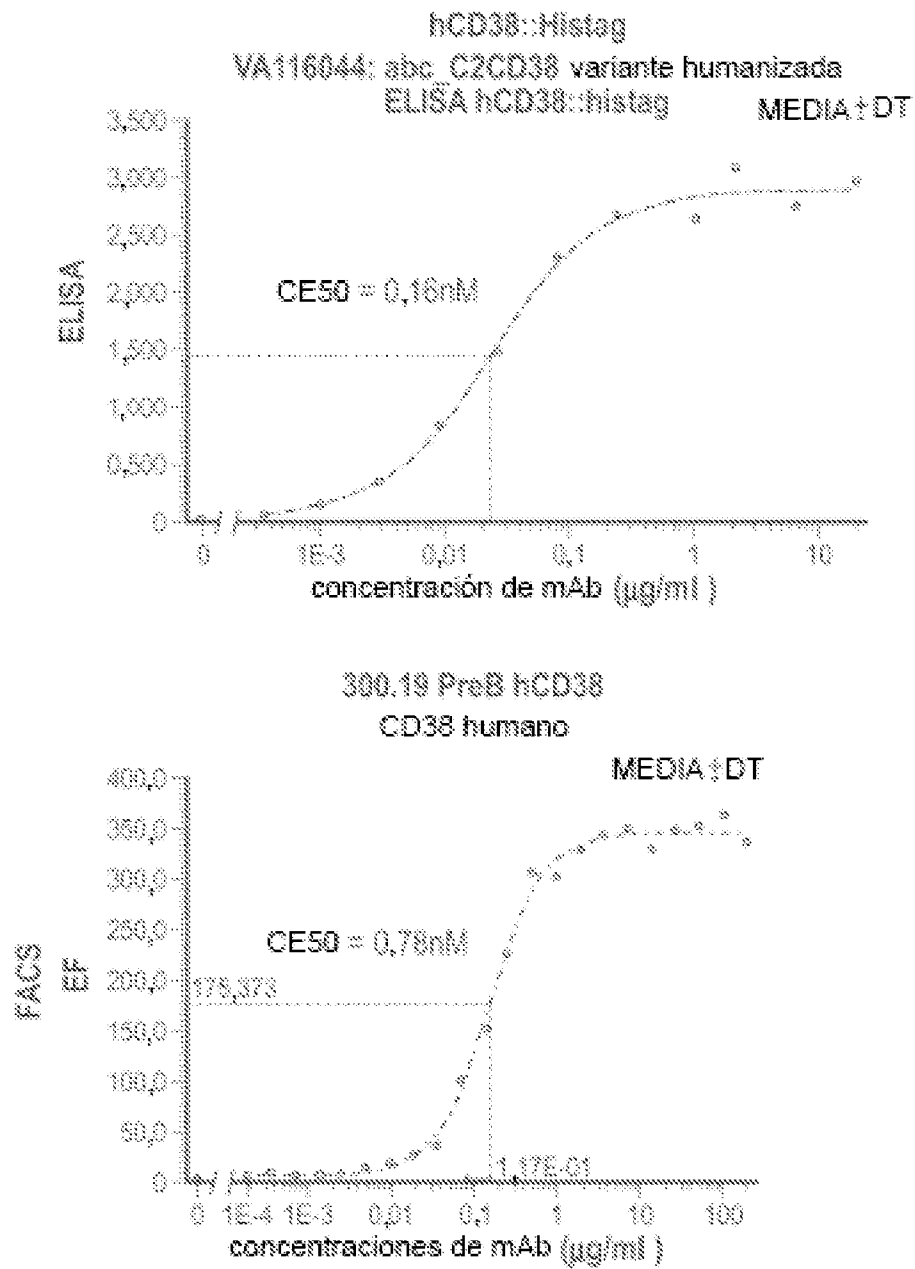 hCD38::Histag
VA116044: abc_C2CD38 variante humanizada
ELISA hCD38::histag
MEDIA±DT
3,500
3,000
2,500
2,000
1,500
1,000
0,500
0
ELISA
CE50 = 0,16nM
0
1E-3
0,01
0,1
1
10
concentración de mAb (µg/ml )
300.19 PreB hCD38
CD38 humano
MEDIA±DT
400,0
350,0
300,0
250,0
200,0
150,0
100,0
50,0
0
FACS
EF
CE50 = 0,78nM
1,17E-01
0
1E-4
1E-3
0,01
0,1
1
10
100
concentraciones de mAb (µg/ml )